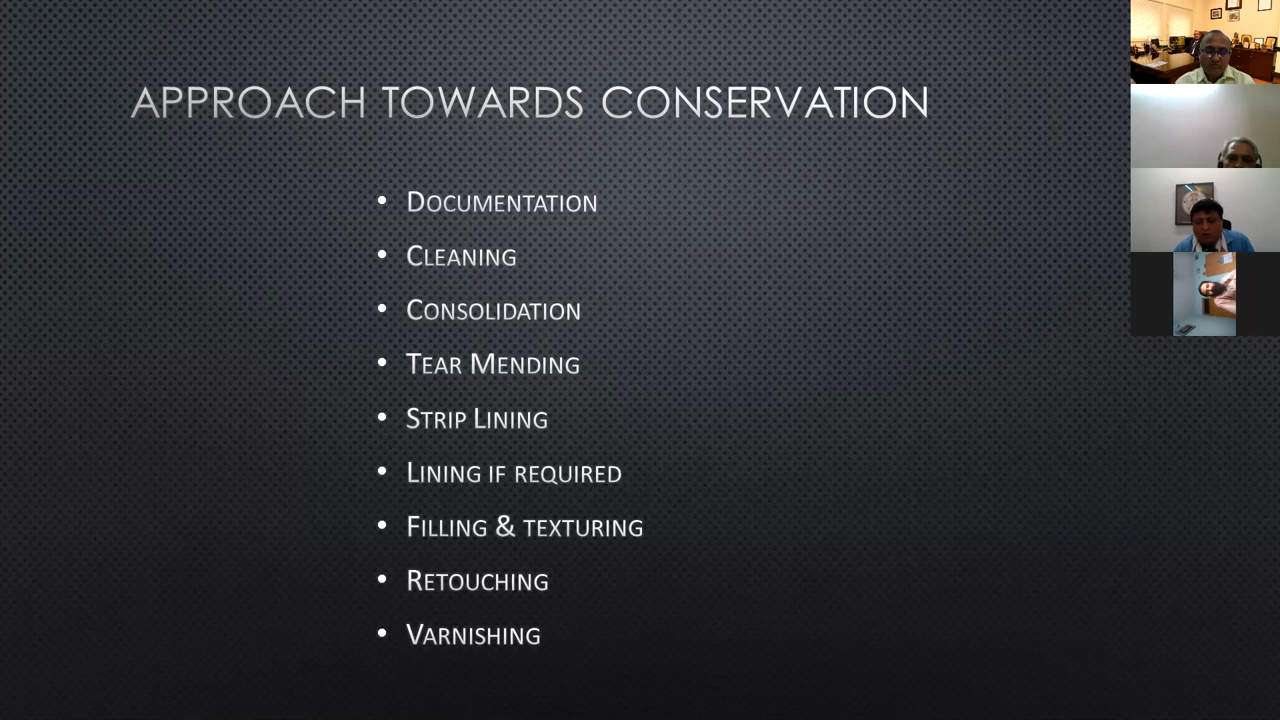 APPROACH TOWARDS CONSERVATION
• DOCUMENTATION
• CLEANING
• CONSOLIDATION
• TEAR MENDING
• STRIP LINING
• LINING IF REQUIRED
• FILLING & TEXTURING
• RETOUCHING
• VARNISHING